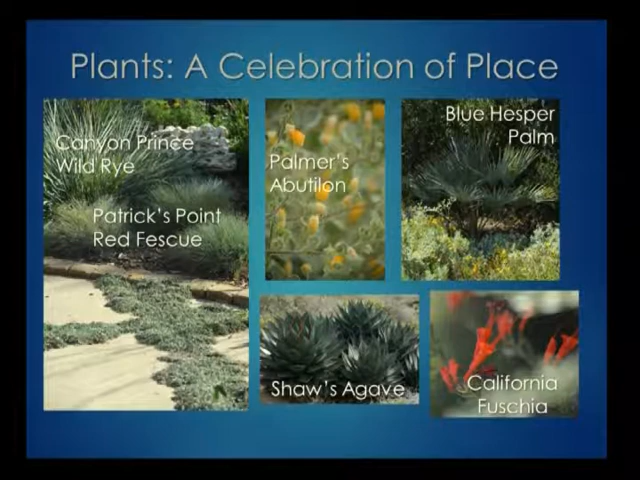 Plants: A Celebration of Place
Canyon Prince
Wild Rye
Patrick's Point
Red Fescue
Palmer's
Abutilon
Blue Hesper
Palm
Shaw's Agave
California
Fuschia